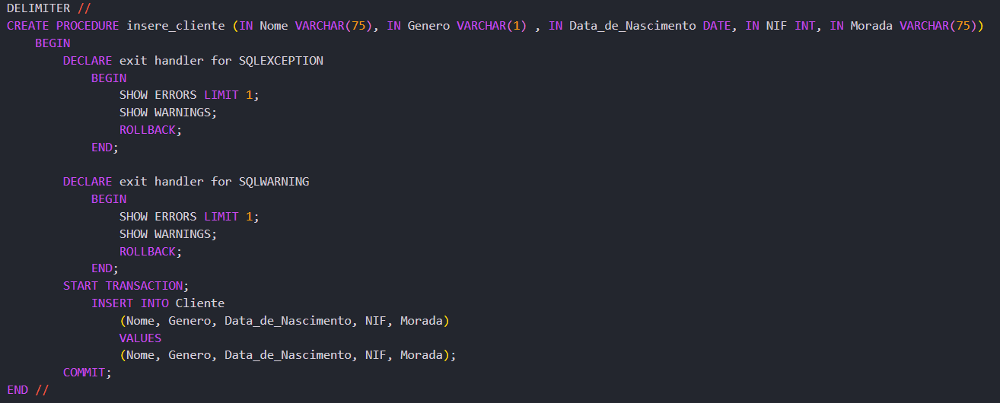 DELIMITER //
CREATE PROCEDURE insere_cliente (IN Nome VARCHAR(75), IN Genero VARCHAR(1) , IN Data_de_Nascimento DATE, IN NIF INT, IN Morada VARCHAR(75))
    BEGIN
        DECLARE exit handler for SQLEXCEPTION
            BEGIN
                SHOW ERRORS LIMIT 1;
                SHOW WARNINGS;
                ROLLBACK;
            END;

        DECLARE exit handler for SQLWARNING
            BEGIN
                SHOW ERRORS LIMIT 1;
                SHOW WARNINGS;
                ROLLBACK;
            END;
        START TRANSACTION;
            INSERT INTO Cliente
                (Nome, Genero, Data_de_Nascimento, NIF, Morada)
                VALUES
                (Nome, Genero, Data_de_Nascimento, NIF, Morada);
        COMMIT;
END //